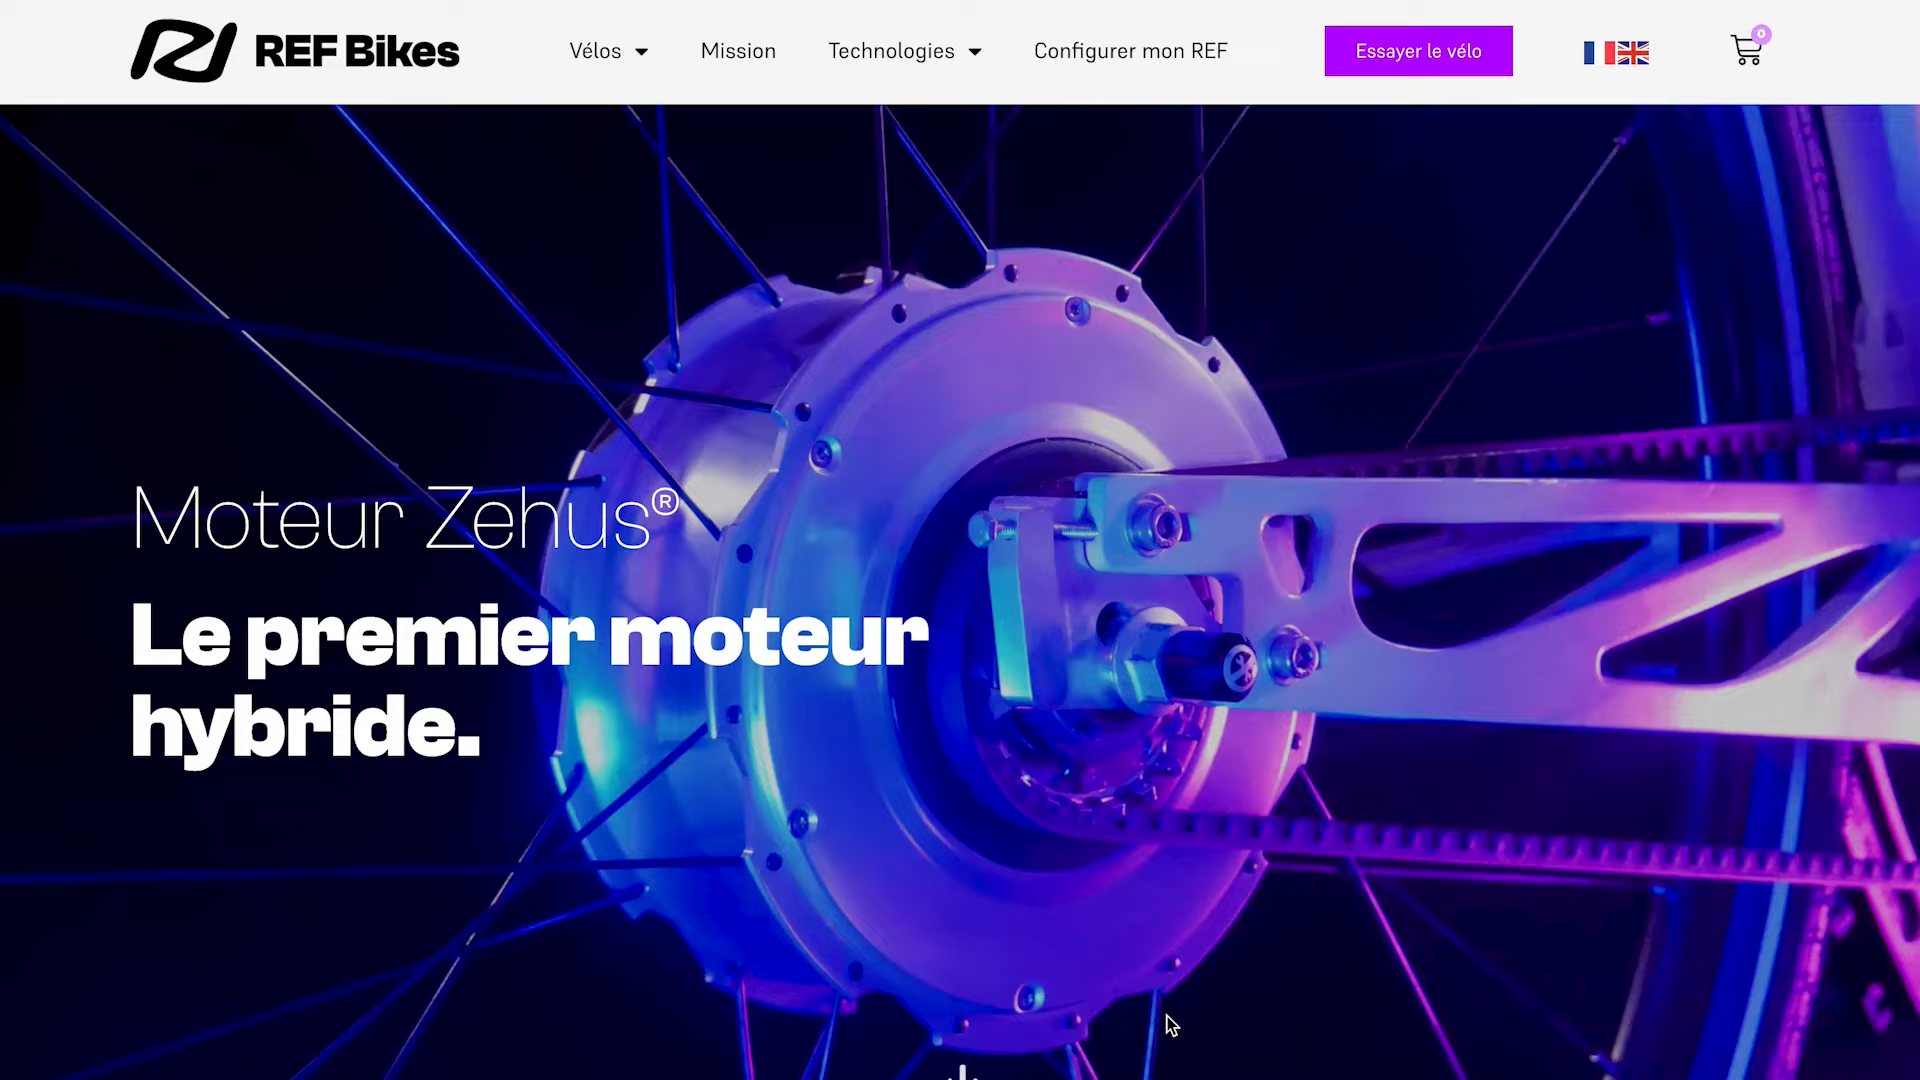 REF Bikes
Vélos
Mission
Technologies
Configurer mon REF
Essayer le vélo
0
Moteur Zehus®
Le premier moteur
hybride.